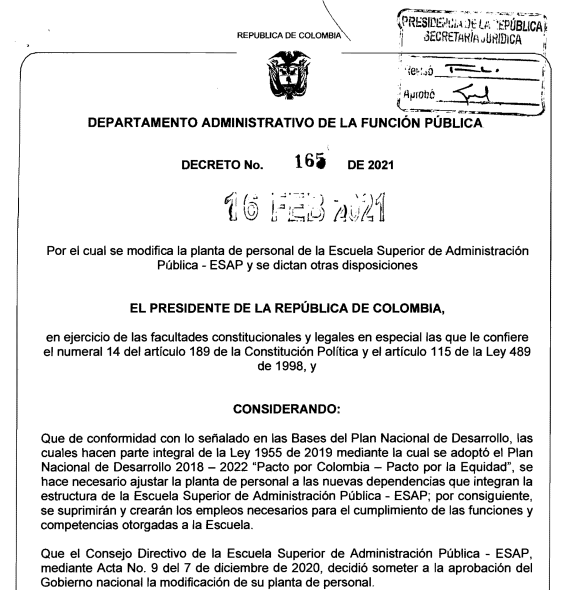 REPUBLICA DE COLOMBIA
PRESIDENCIA DE LA REPÚBLICA
SECRETARÍA JURÍDICA
Revisó
Aprobó
DEPARTAMENTO ADMINISTRATIVO DE LA FUNCIÓN PÚBLICA
DECRETO No. 165 DE 2021
16 FEB 2021
Por el cual se modifica la planta de personal de la Escuela Superior de Administración
Pública - ESAP y se dictan otras disposiciones
EL PRESIDENTE DE LA REPÚBLICA DE COLOMBIA,
en ejercicio de las facultades constitucionales y legales en especial las que le confiere
el numeral 14 del artículo 189 de la Constitución Política y el artículo 115 de la Ley 489
de 1998, y
CONSIDERANDO:
Que de conformidad con lo señalado en las Bases del Plan Nacional de Desarrollo, las
cuales hacen parte integral de la Ley 1955 de 2019 mediante la cual se adoptó el Plan
Nacional de Desarrollo 2018 – 2022 “Pacto por Colombia – Pacto por la Equidad”, se
hace necesario ajustar la planta de personal a las nuevas dependencias que integran la
estructura de la Escuela Superior de Administración Pública - ESAP; por consiguiente,
se suprimirán y crearán los empleos necesarios para el cumplimiento de las funciones y
competencias otorgadas a la Escuela.
Que el Consejo Directivo de la Escuela Superior de Administración Pública - ESAP,
mediante Acta No. 9 del 7 de diciembre de 2020, decidió someter a la aprobación del
Gobierno nacional la modificación de su planta de personal.